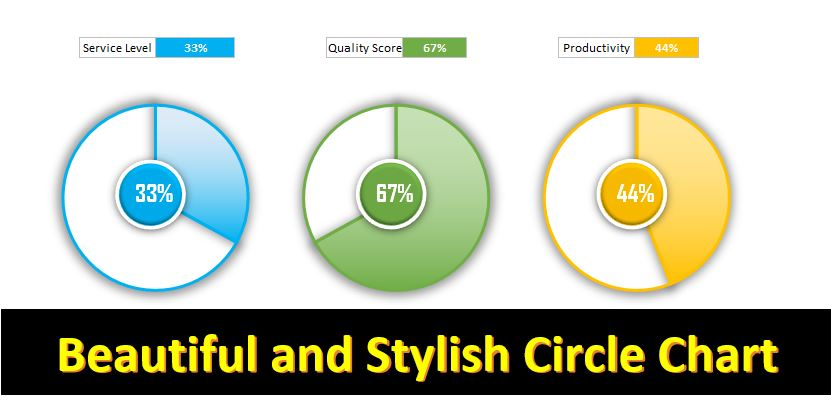 Service Level 33% Quality Score 67% Productivity 44%
33% 67% 44%
Beautiful and Stylish Circle Chart